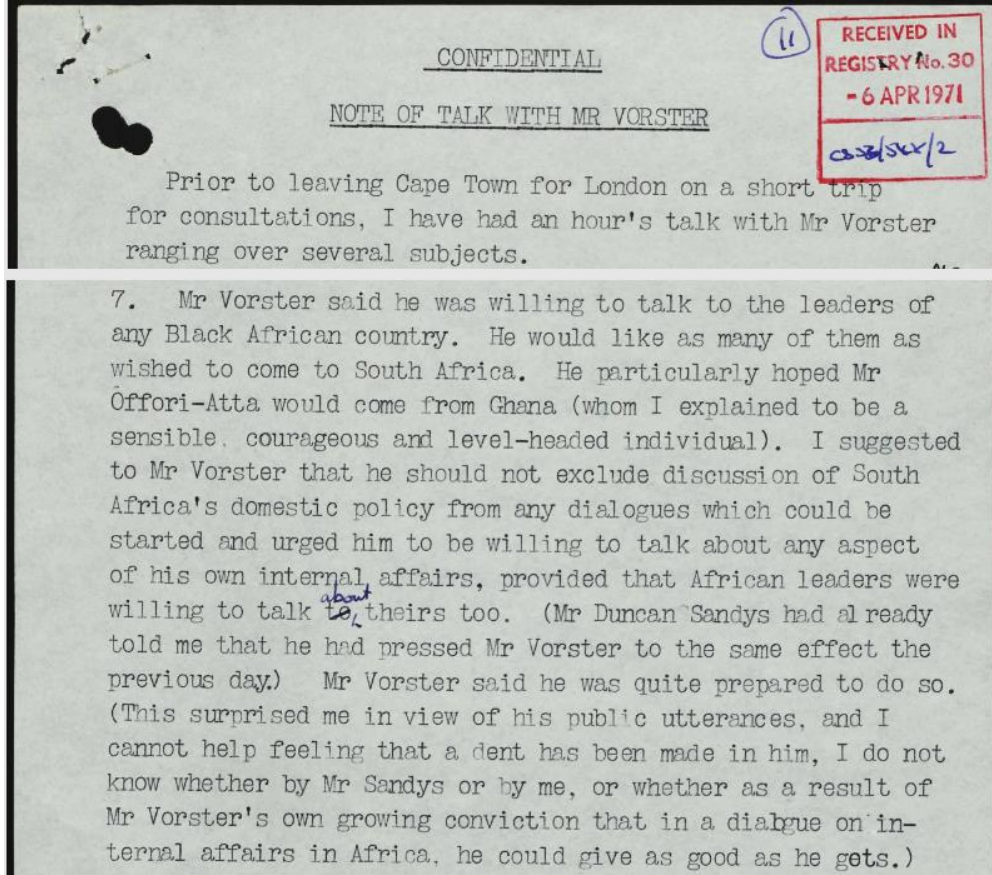 CONFIDENTIAL
11
RECEIVED IN
REGISTRY No. 30
- 6 APR 1971
NOTE OF TALK WITH MR VORSTER
Prior to leaving Cape Town for London on a short trip
for consultations, I have had an hour's talk with Mr Vorster
ranging over several subjects.
7. Mr Vorster said he was willing to talk to the leaders of
any Black African country. He would like as many of them as
wished to come to South Africa. He particularly hoped Mr
Offori-Atta would come from Ghana (whom I explained to be a
sensible, courageous and level-headed individual). I suggested
to Mr Vorster that he should not exclude discussion of South
Africa's domestic policy from any dialogues which could be
started and urged him to be willing to talk about any aspect
of his own internal affairs, provided that African leaders were
willing to talk about theirs too. (Mr Duncan Sandys had already
told me that he had pressed Mr Vorster to the same effect the
previous day.) Mr Vorster said he was quite prepared to do so.
(This surprised me in view of his public utterances, and I
cannot help feeling that a dent has been made in him, I do not
know whether by Mr Sandys or by me, or whether as a result of
Mr Vorster's own growing conviction that in a dialogue on in-
ternal affairs in Africa, he could give as good as he gets.)